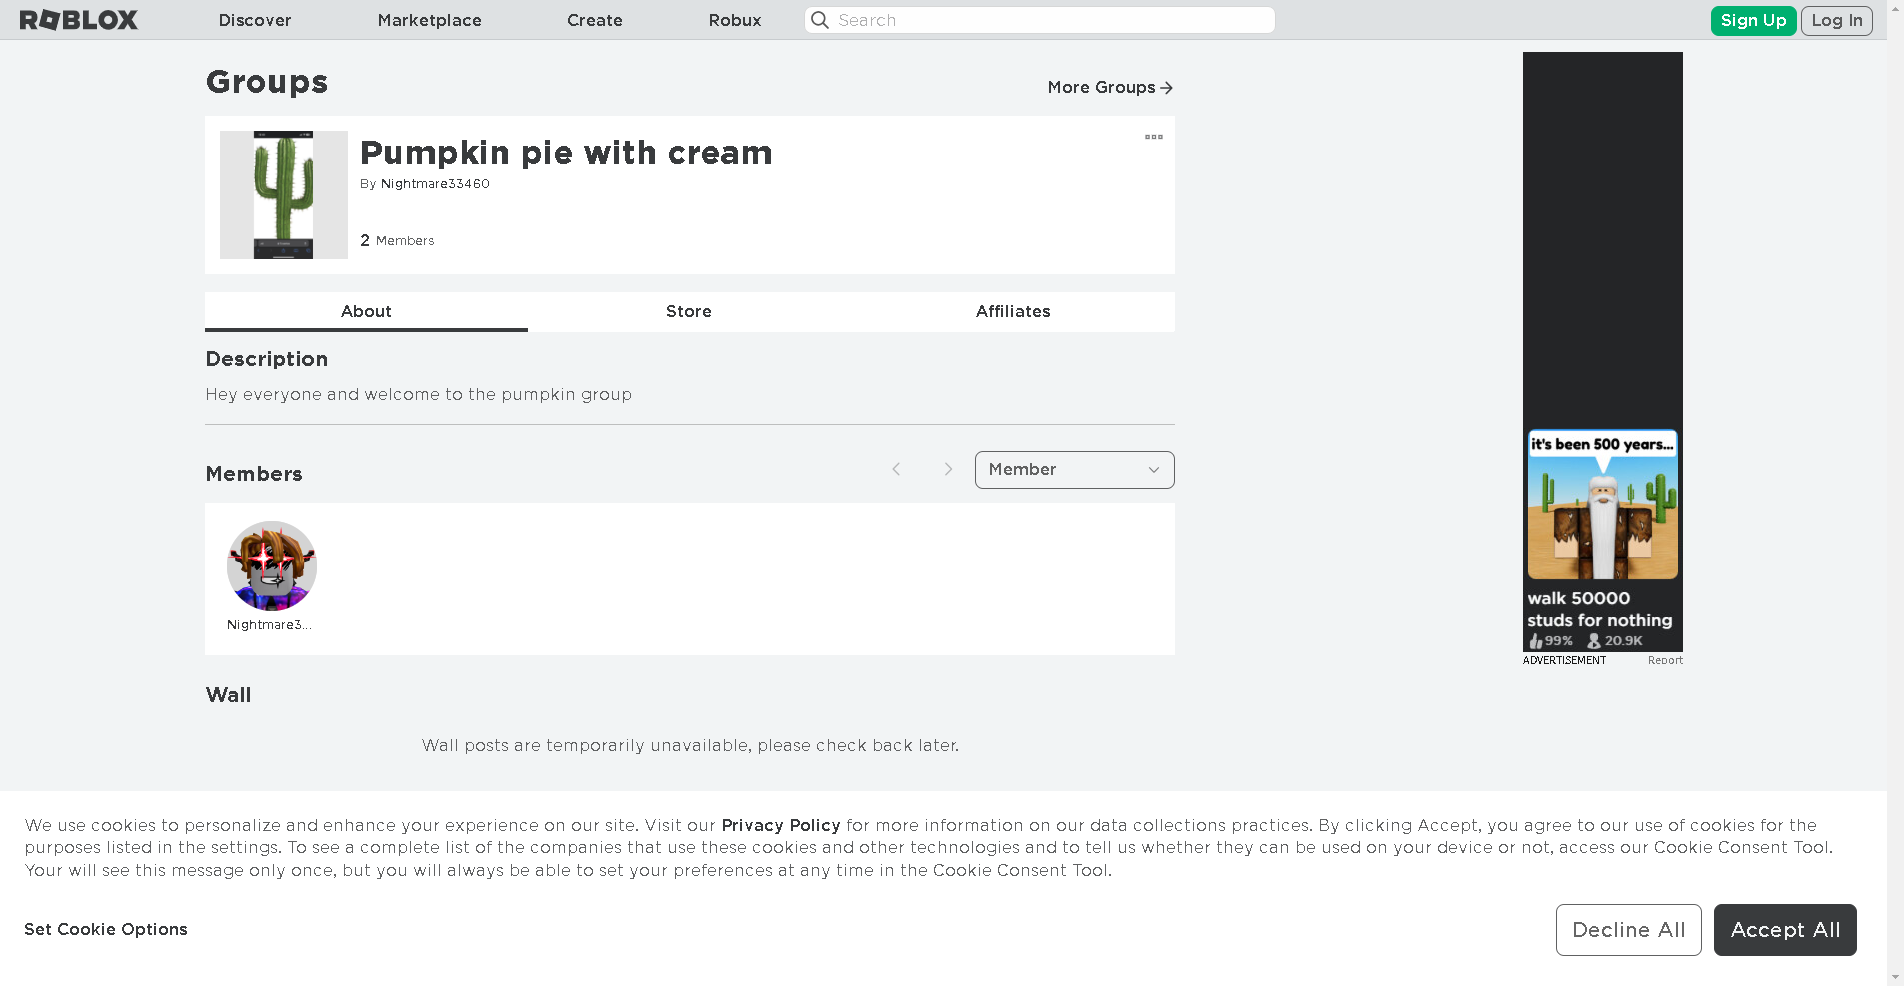 ROBLOX
Discover
Marketplace
Create
Robux
Search
Sign Up
Log In
Groups
More Groups
Pumpkin pie with cream
By Nightmare33460
2 Members
About
Store
Affiliates
Description
Hey everyone and welcome to the pumpkin group
Members
Member
Nightmare3...
Wall
Wall posts are temporarily unavailable, please check back later.
it's been 500 years...
walk 50000
studs for nothing
99% 20.9K
ADVERTISEMENT
Report
We use cookies to personalize and enhance your experience on our site. Visit our Privacy Policy for more information on our data collections practices. By clicking Accept, you agree to our use of cookies for the
purposes listed in the settings. To see a complete list of the companies that use these cookies and other technologies and to tell us whether they can be used on your device or not, access our Cookie Consent Tool.
Your will see this message only once, but you will always be able to set your preferences at any time in the Cookie Consent Tool.
Set Cookie Options
Decline All
Accept All